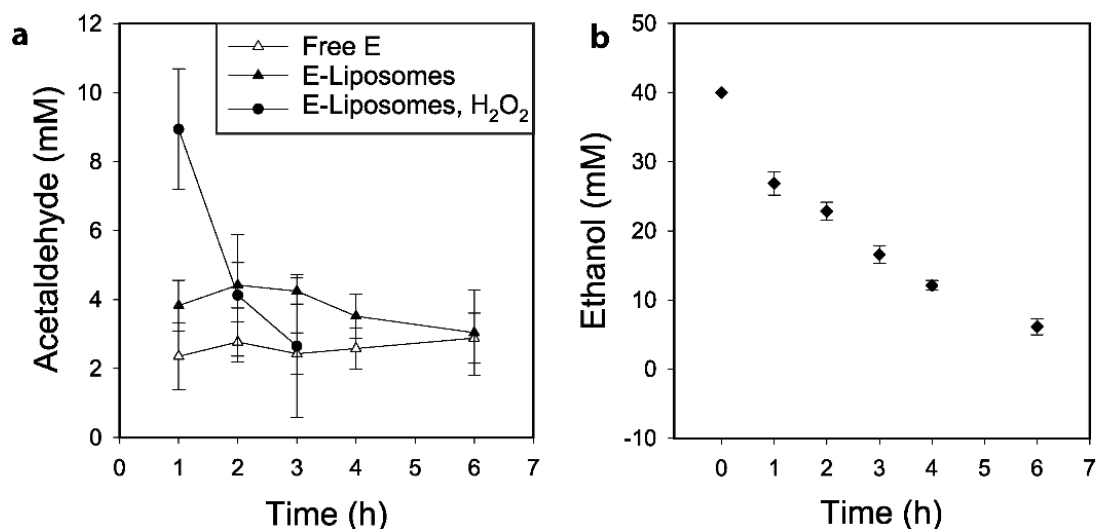 a
12
10
8
6
4
2
0
0 1 2 3 4 5 6 7
Acetaldehyde (mM)
Time (h)
Free E
E-Liposomes
E-Liposomes, H₂O₂
b
50
40
30
20
10
0
-10
0 1 2 3 4 5 6 7
Ethanol (mM)
Time (h)